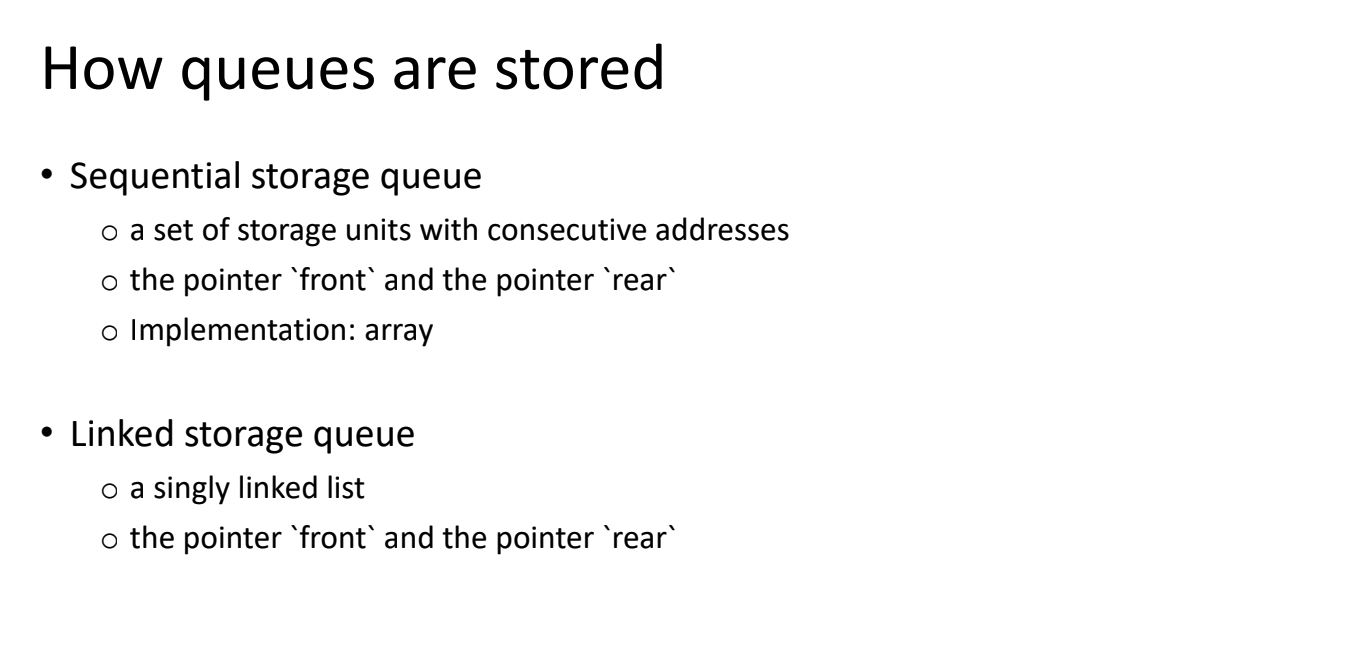 How queues are stored
• Sequential storage queue
○ a set of storage units with consecutive addresses
○ the pointer `front` and the pointer `rear`
○ Implementation: array
• Linked storage queue
○ a singly linked list
○ the pointer `front` and the pointer `rear`